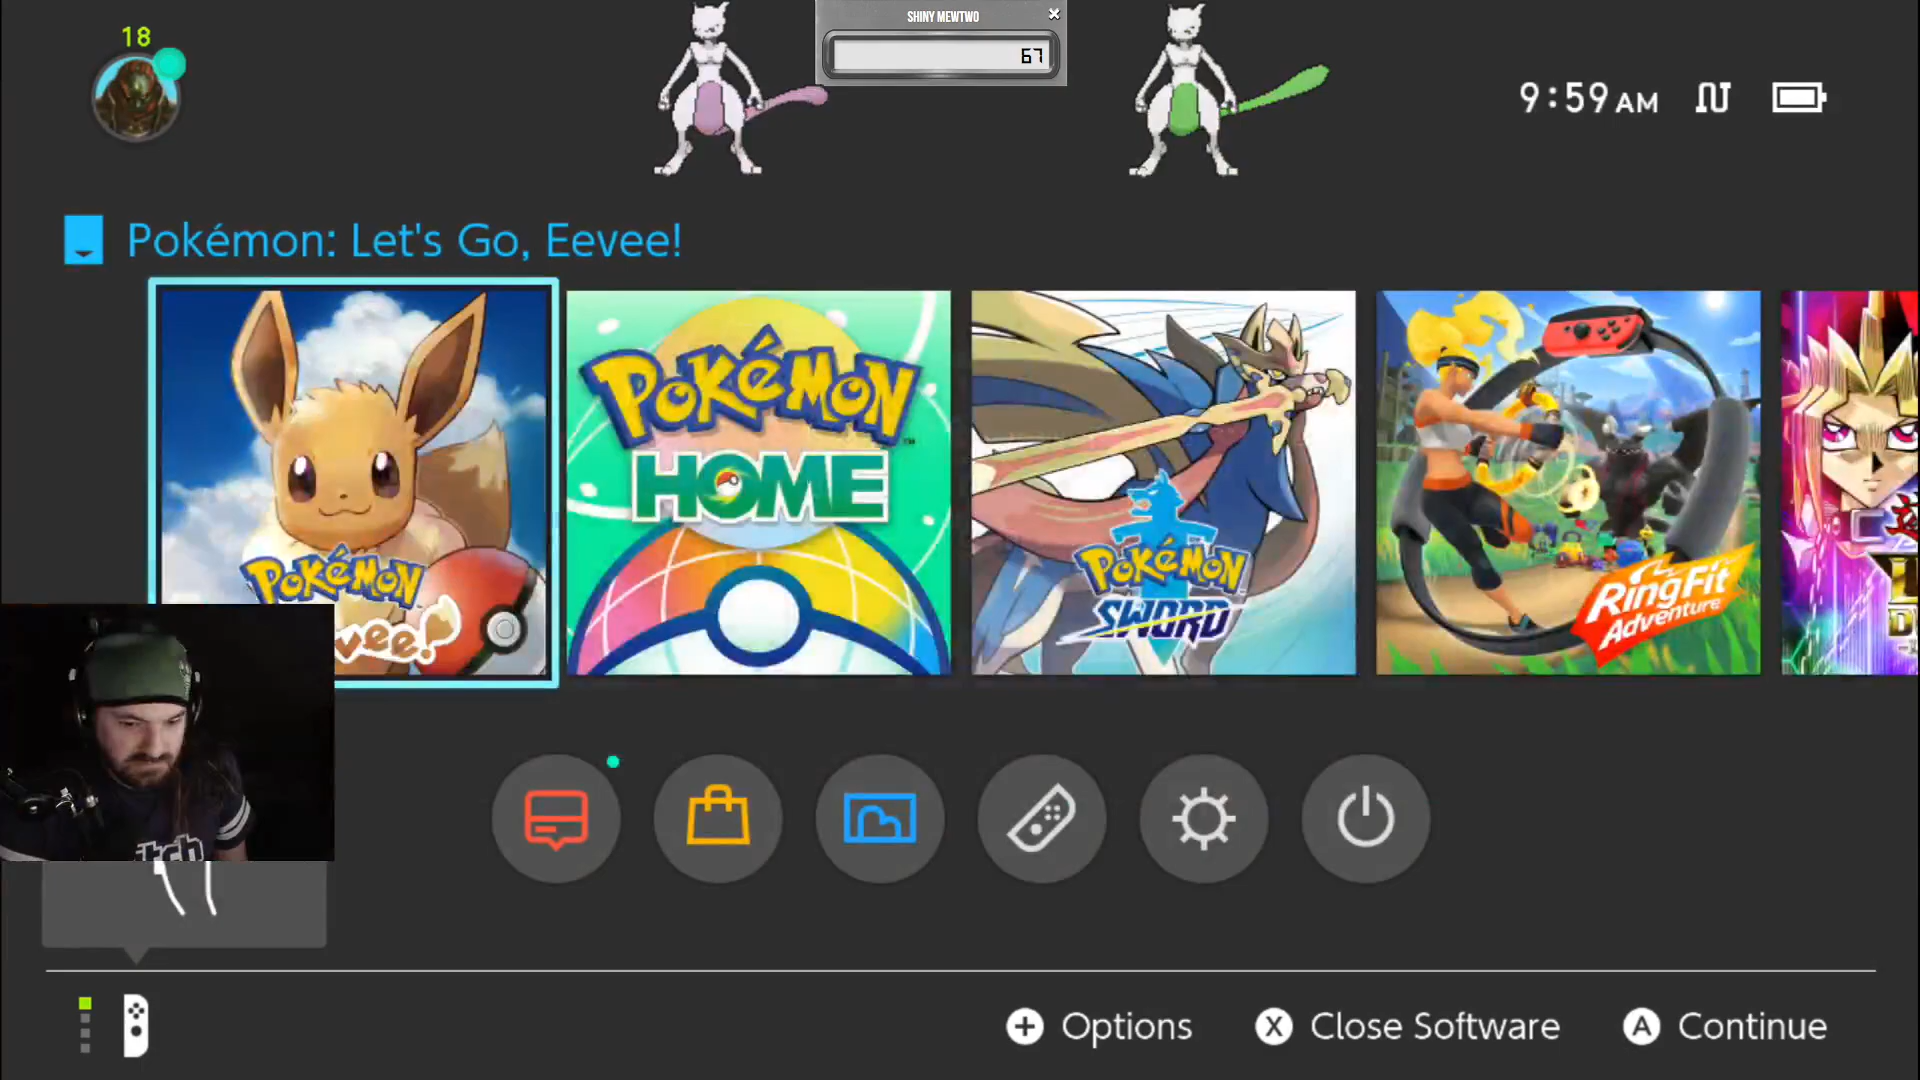 18
SHINY MEWTWO
67
9:59 AM
Pokémon: Let's Go, Eevee!
POKéMON
vee!
POKéMON
HOME
POKéMON
SWORD
RingFit
Adventure
itch
Options
X Close Software
A Continue